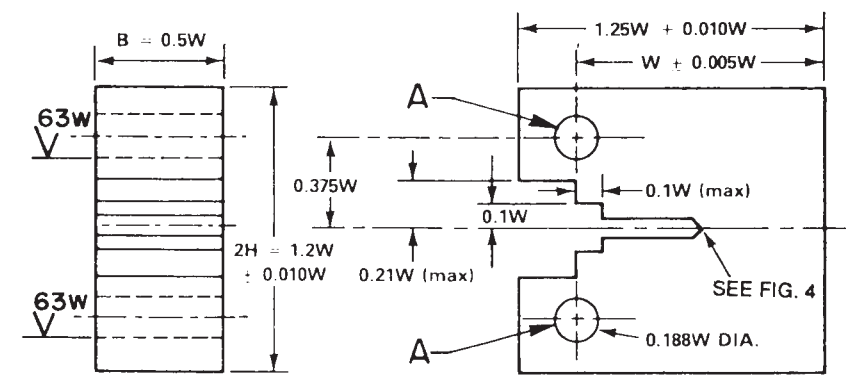 B = 0.5W
63W
63W
2H = 1.2W
± 0.010W
0.375W
0.21W (max)
0.1W
1.25W + 0.010W
W ± 0.005W
A
0.1W (max)
SEE FIG. 4
A
0.188W DIA.